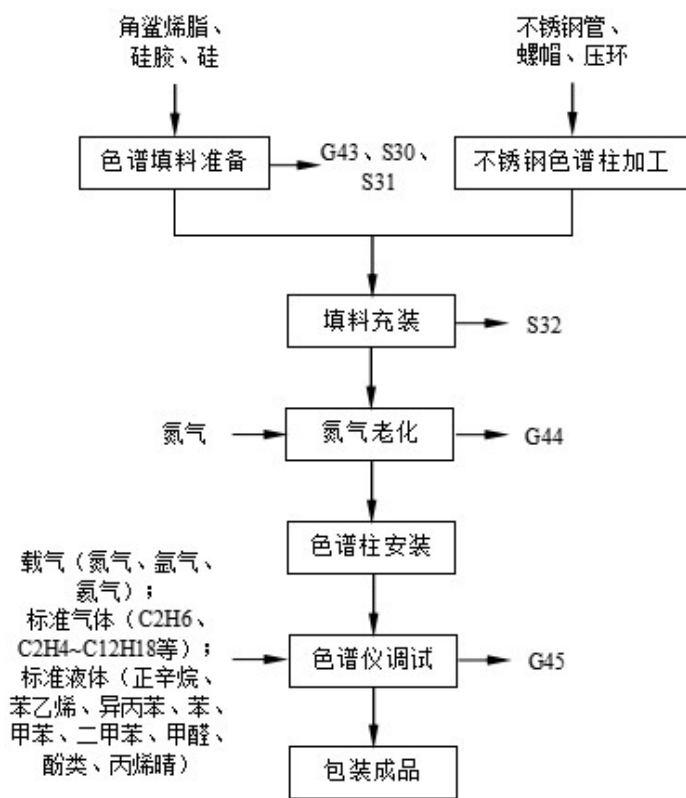 角鲨烯脂、
硅胶、硅
不锈钢管、
螺帽、压环
色谱填料准备
G43、S30、
S31
不锈钢色谱柱加工
填料充装
S32
氮气
氮气老化
G44
色谱柱安装
载气（氮气、氩气、
氦气）；
标准气体（C2H6、
C2H4~C12H18等）；
标准液体（正辛烷、
苯乙烯、异丙苯、苯、
甲苯、二甲苯、甲醛、
酚类、丙烯晴）
色谱仪调试
G45
包装成品